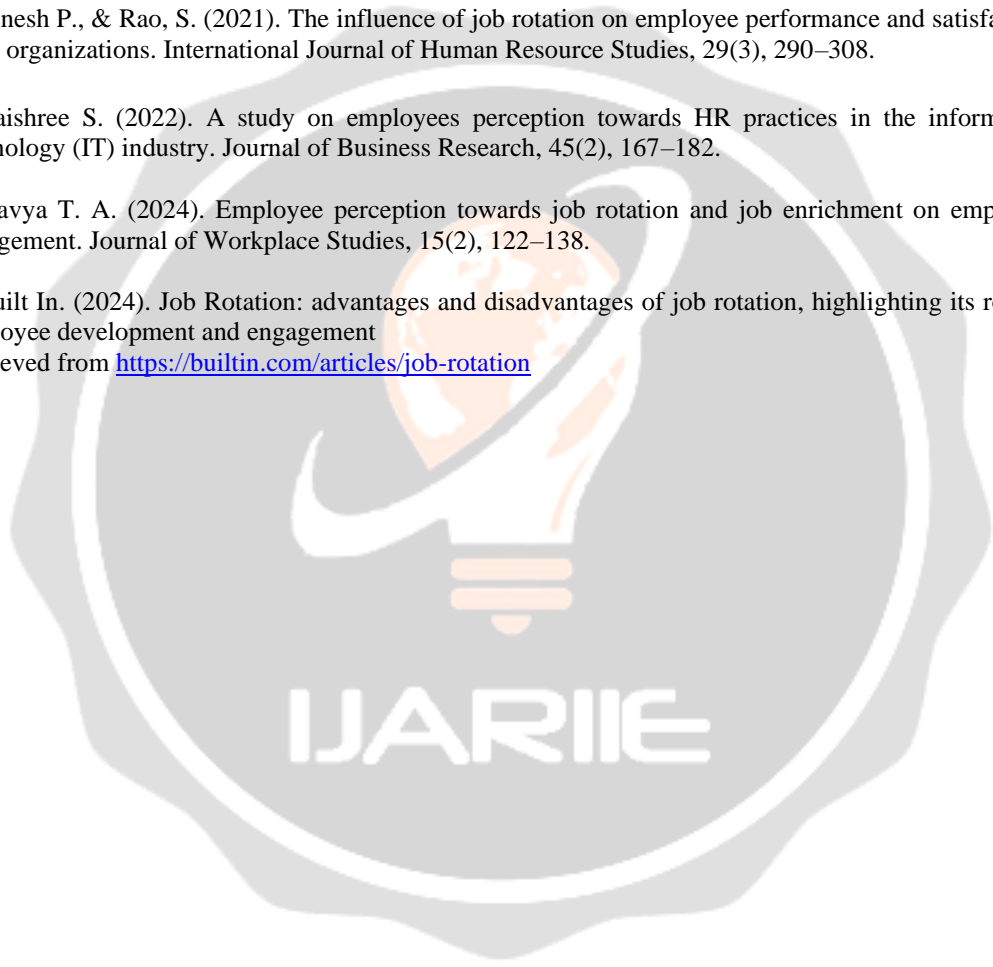 nesh P., & Rao, S. (2021). The influence of job rotation on employee performance and satisfa
organizations. International Journal of Human Resource Studies, 29(3), 290–308.
aishree S. (2022). A study on employees perception towards HR practices in the inform
nology (IT) industry. Journal of Business Research, 45(2), 167–182.
avya T. A. (2024). Employee perception towards job rotation and job enrichment on emp
gement. Journal of Workplace Studies, 15(2), 122–138.
uilt In. (2024). Job Rotation: advantages and disadvantages of job rotation, highlighting its r
oyee development and engagement
eved from https://builtin.com/articles/job-rotation
IJARIIE